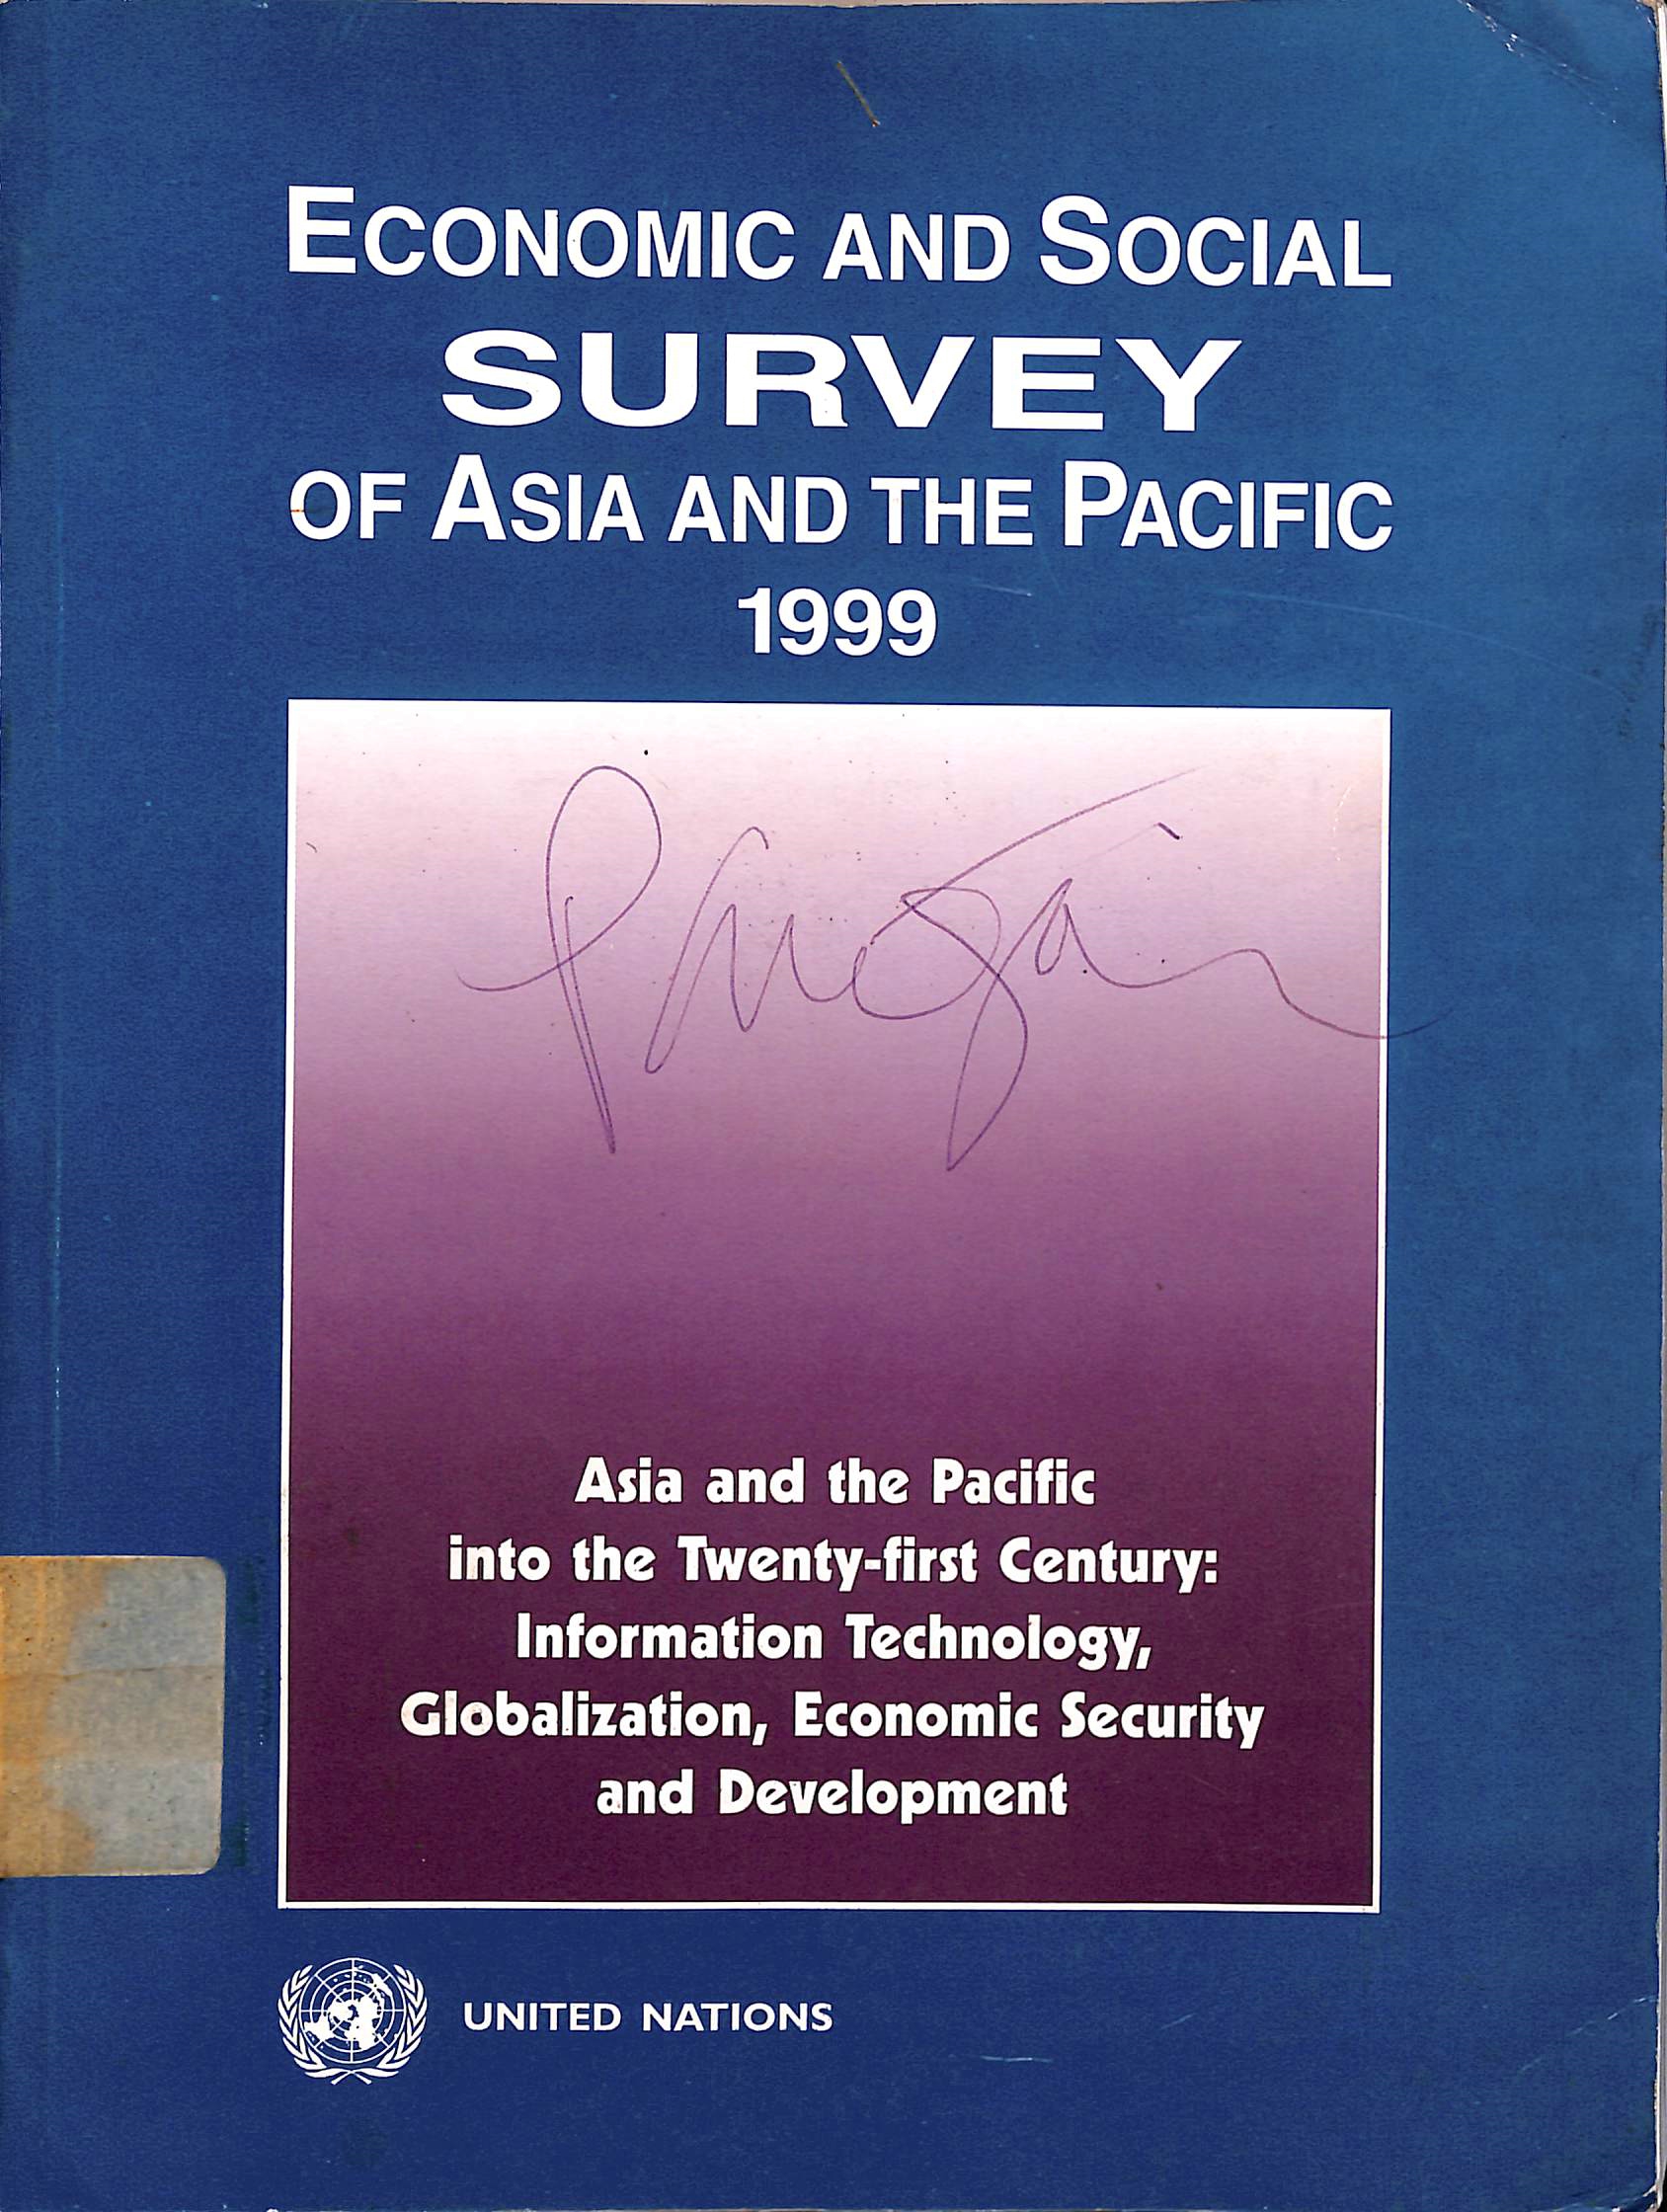 ECONOMIC AND SOCIAL
SURVEY
OF ASIA AND THE PACIFIC
1999
Asia and the Pacific
into the Twenty-first Century:
Information Technology,
Globalization, Economic Security
and Development
UNITED NATIONS